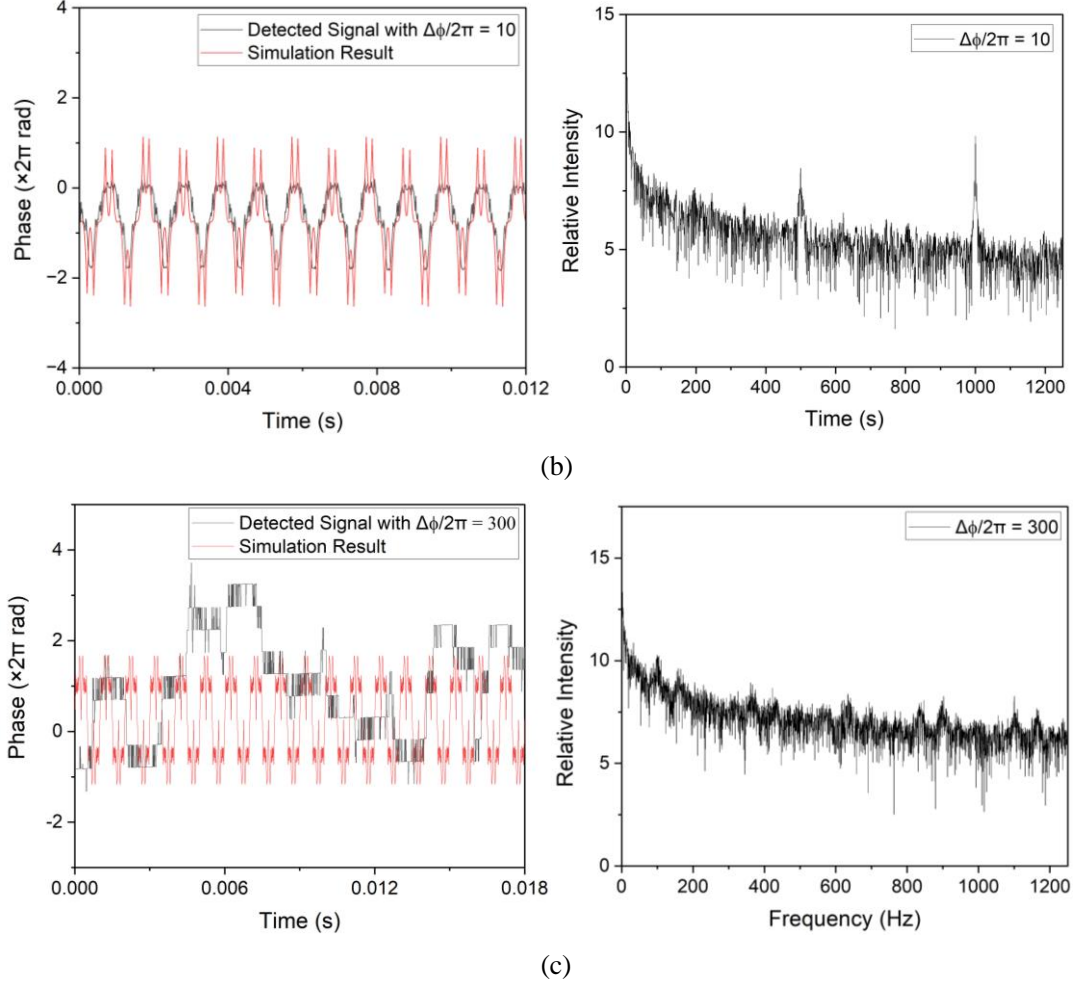 4
2
0
−2
−4
Phase (×2π rad)
Detected Signal with Δϕ/2π = 10
Simulation Result
0.000
0.004
0.008
0.012
Time (s)
15
10
5
0
Relative Intensity
Δϕ/2π = 10
0
200
400
600
800
1000
1200
Time (s)
(b)
4
2
0
-2
Phase (×2π rad)
Detected Signal with Δϕ/2π = 300
Simulation Result
0.000
0.006
0.012
0.018
Time (s)
15
10
5
0
Relative Intensity
Δϕ/2π = 300
0
200
400
600
800
1000
1200
Frequency (Hz)
(c)